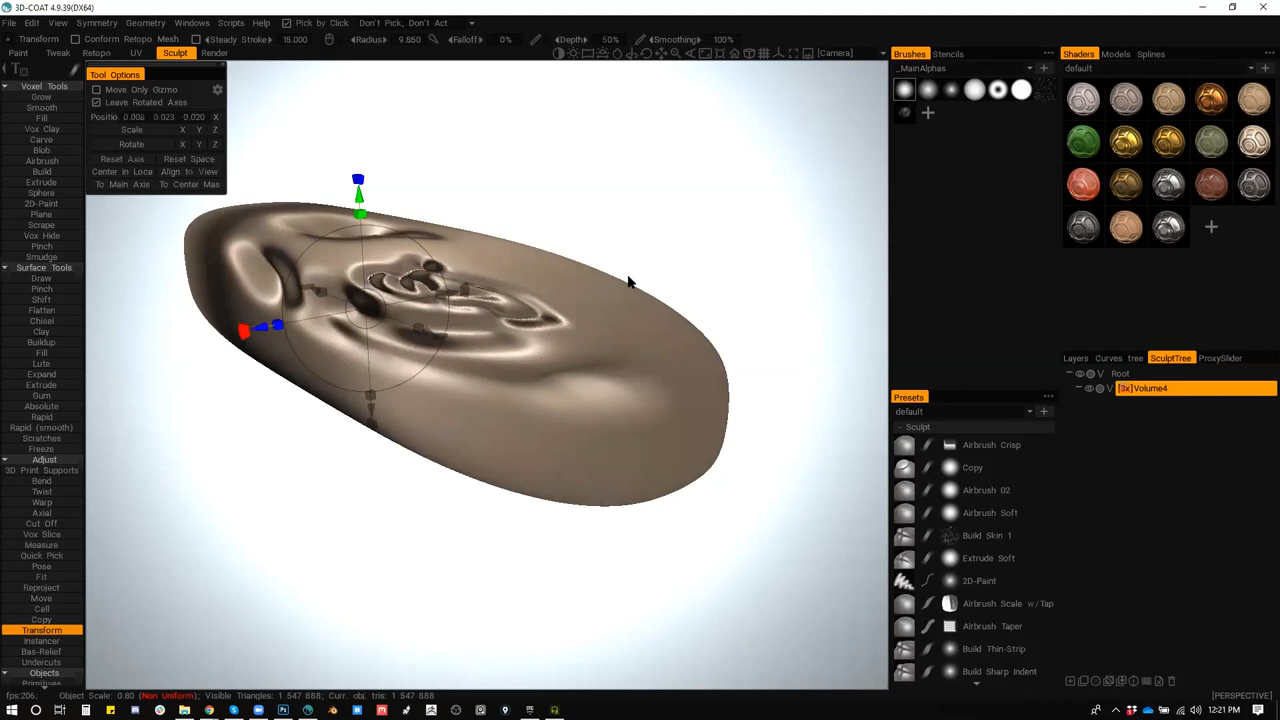 3D-COAT 4.9.39(DX64)
File Edit View Symmetry Geometry Windows Scripts Help Pick by Click Don't Pick, Don't Act
Transform Conform Retopo Mesh Steady Stroke 15.000 Radius 9.850 Falloff 0% Depth 50% Smoothing 100%
Paint Tweak Retopo UV Sculpt Render [Camera]
Tool Options
Move Only Gizmo
Leave Rotated Axes
Positio 0.008 0.023 0.020 X
Scale X Y Z
Rotate X Y Z
Reset Axis Reset Space
Center in Loca Align to View
To Main Axis To Center Mas
Voxel Tools
Grow
Smooth
Fill
Vox Clay
Carve
Blob
Airbrush
Build
Extrude
Sphere
2D-Paint
Plane
Scrape
Vox Hide
Pinch
Smudge
Surface Tools
Draw
Pinch
Shift
Flatten
Chisel
Clay
Buildup
Fill
Lute
Expand
Extrude
Gum
Absolute
Rapid
Rapid (smooth)
Scratches
Freeze
Adjust
3D Print Supports
Bend
Twist
Warp
Axial
Cut Off
Vox Slice
Measure
Quick Pick
Pose
Fit
Reproject
Move
Cell
Copy
Transform
Instancer
Bas-Relief
Undercuts
Objects
Primitives
Brushes Stencils
_MainAlphas
Presets
default
- Sculpt
Airbrush Crisp
Copy
Airbrush 02
Airbrush Soft
Build Skin 1
Extrude Soft
2D-Paint
Airbrush Scale w/Tap
Airbrush Taper
Build Thin-Strip
Build Sharp Indent
Shaders Models Splines
default
Layers Curves tree SculptTree ProxySlider
Root
[3x]Volume4
fps:206; Object Scale: 0.80 (Non Uniform); Visible Triangles: 1 547 888; Curr. obj. tris: 1 547 888
[PERSPECTIVE]
12:21 PM